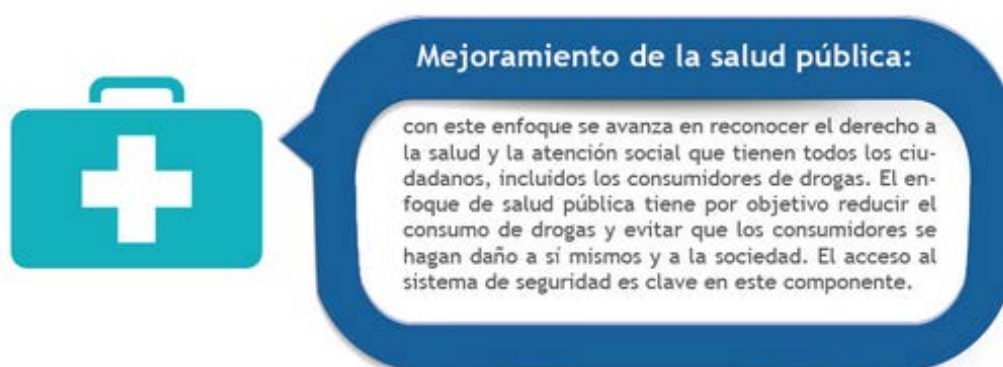 Mejoramiento de la salud pública:
con este enfoque se avanza en reconocer el derecho a
la salud y la atención social que tienen todos los ciu-
dadanos, incluidos los consumidores de drogas. El en-
foque de salud pública tiene por objetivo reducir el
consumo de drogas y evitar que los consumidores se
hagan daño a sí mismos y a la sociedad. El acceso al
sistema de seguridad es clave en este componente.